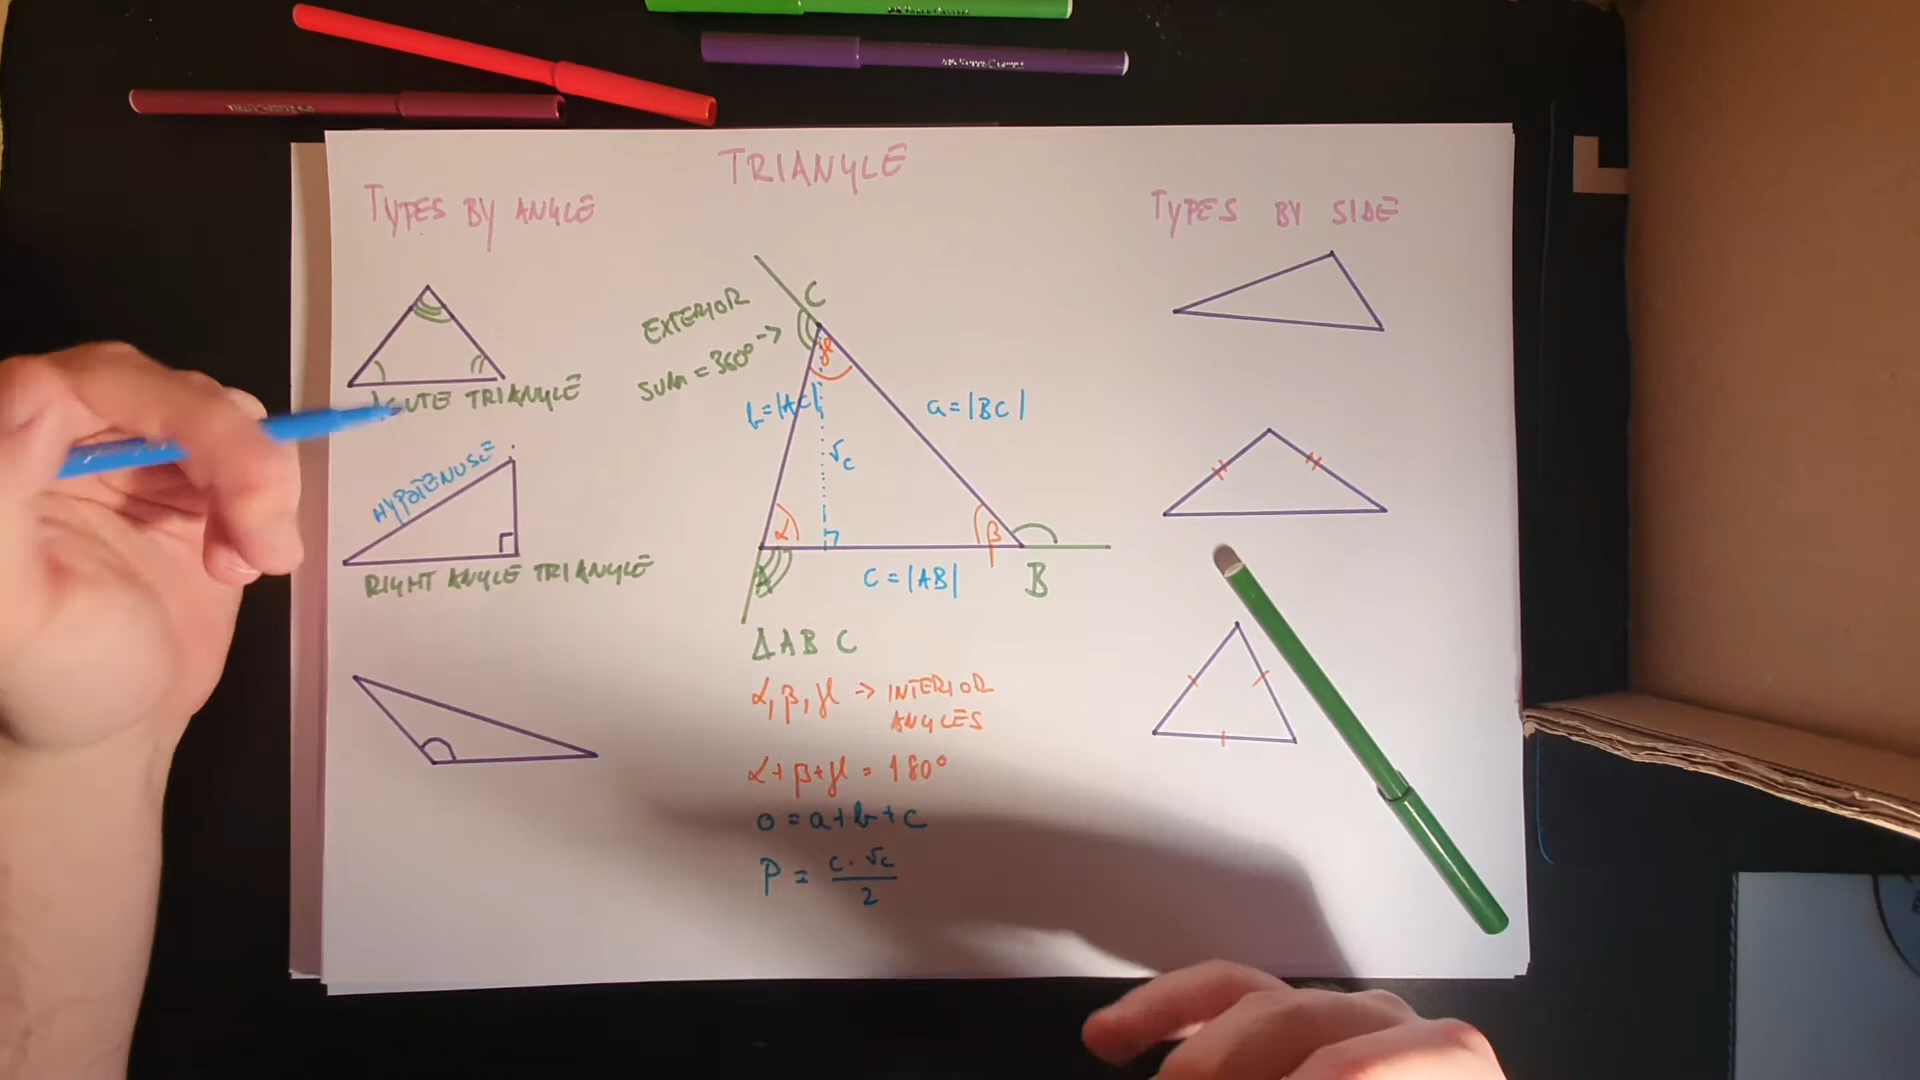 TRIANGLE
TYPES BY ANGLE
ACUTE TRIANGLE
HYPOTENUSE
RIGHT ANGLE TRIANGLE
EXTERIOR
SUM = 360° →
C
γ
b = |AC|
a = |BC|
v_c
α
β
A
c = |AB|
B
Δ A B C
α, β, γ → INTERIOR
ANGLES
α + β + γ = 180°
o = a + b + c
P = c · v_c / 2
TYPES BY SIDE